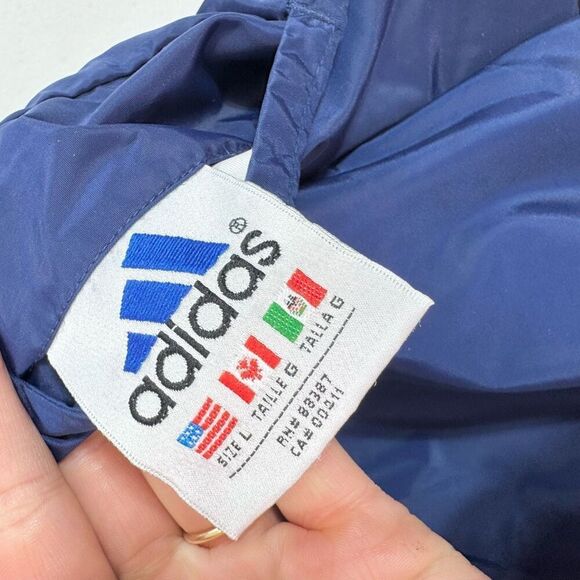 adidas®
SIZE L TAILLE G TALLA G
RN# 88387
CA# 00011